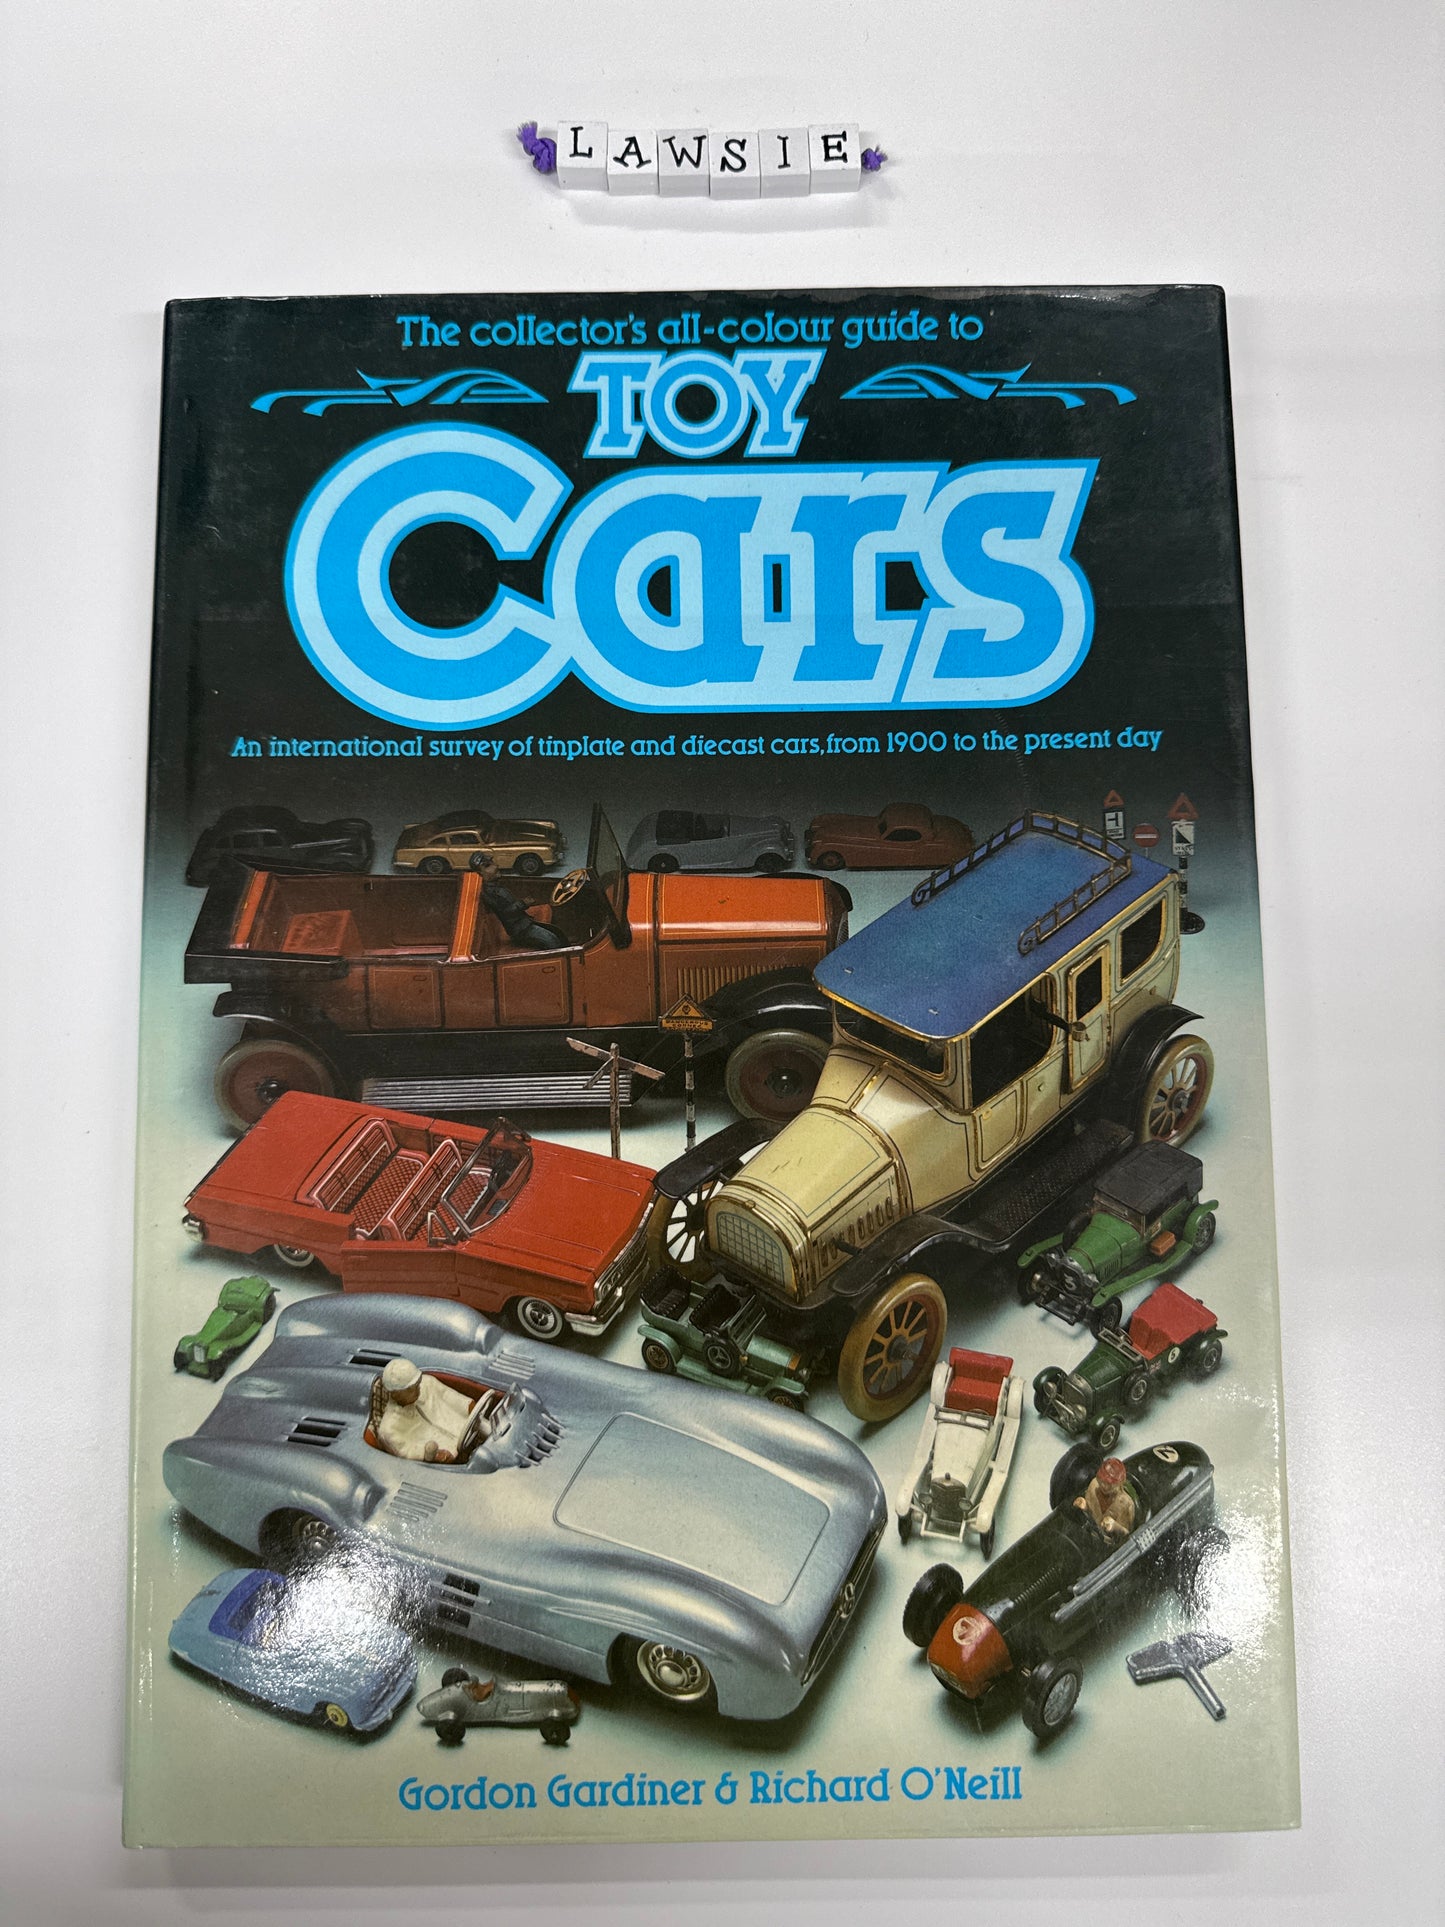 LAWSIE
The collector's all-colour guide to
TOY
Cars
An international survey of tinplate and diecast cars, from 1900 to the present day
Gordon Gardiner & Richard O'Neill